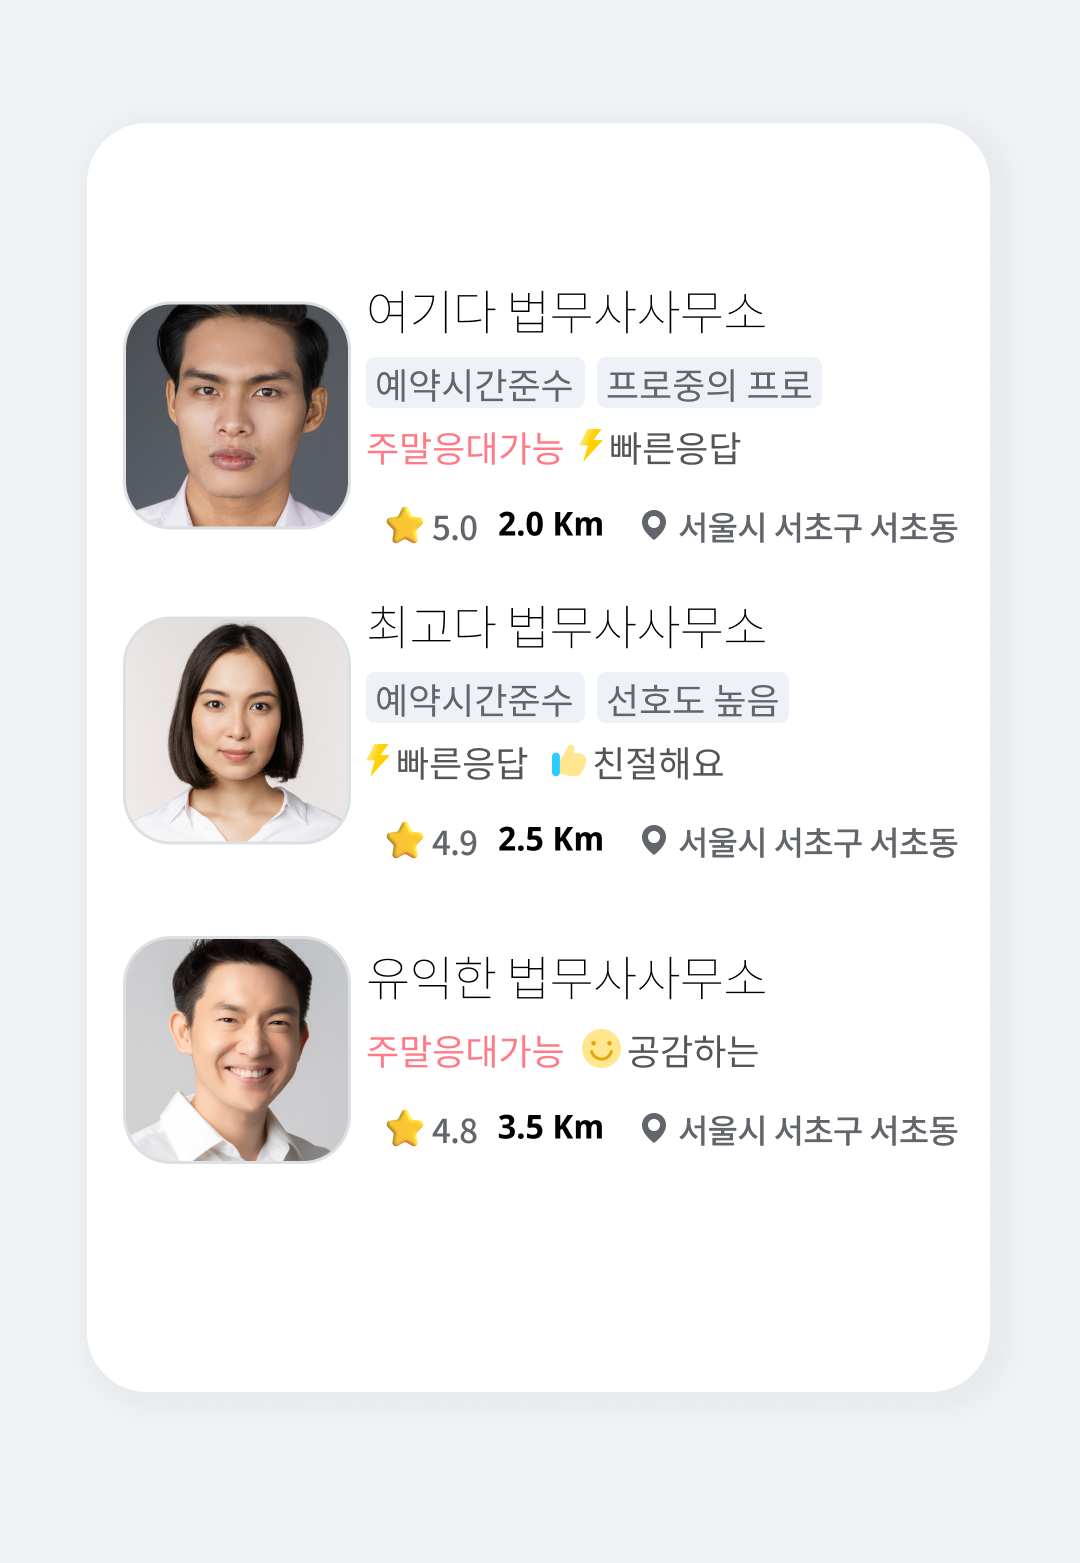 여기다 법무사사무소
예약시간준수 프로중의 프로
주말응대가능 빠른응답
5.0 2.0 Km 서울시 서초구 서초동
최고다 법무사사무소
예약시간준수 선호도 높음
빠른응답 친절해요
4.9 2.5 Km 서울시 서초구 서초동
유익한 법무사사무소
주말응대가능 공감하는
4.8 3.5 Km 서울시 서초구 서초동